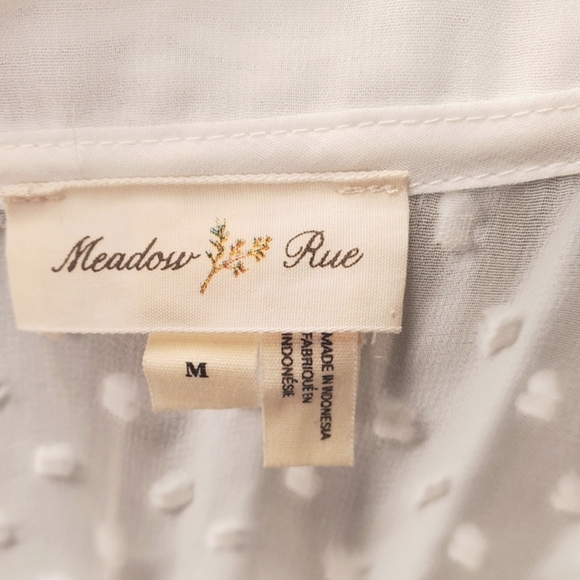 Meadow Rue
M
MADE IN INDONESIA
FABRIQUÉ EN
INDONÉSIE